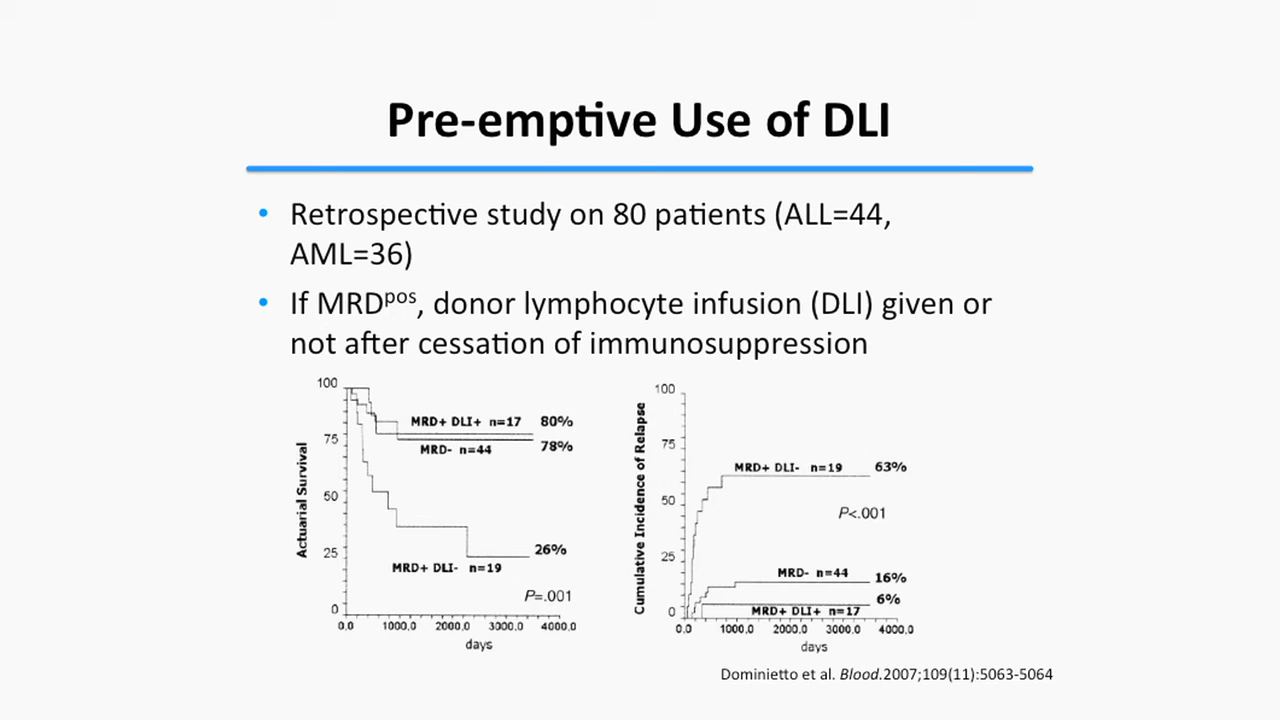 Pre-emptive Use of DLI
• Retrospective study on 80 patients (ALL=44,
AML=36)
• If MRDpos, donor lymphocyte infusion (DLI) given or
not after cessation of immunosuppression
Actuarial Survival
100
75
50
25
0
MRD+ DLI+ n=17 80%
MRD- n=44 78%
26%
MRD+ DLI- n=19
P=.001
0,0 1000,0 2000,0 3000,0 4000,0
days
Cumulative Incidence of Relapse
100
75
50
25
0
MRD+ DLI- n=19 63%
P<.001
MRD- n=44 16%
6%
MRD+ DLI+ n=17
0,0 1000,0 2000,0 3000,0 4000,0
days
Dominietto et al. Blood.2007;109(11):5063-5064